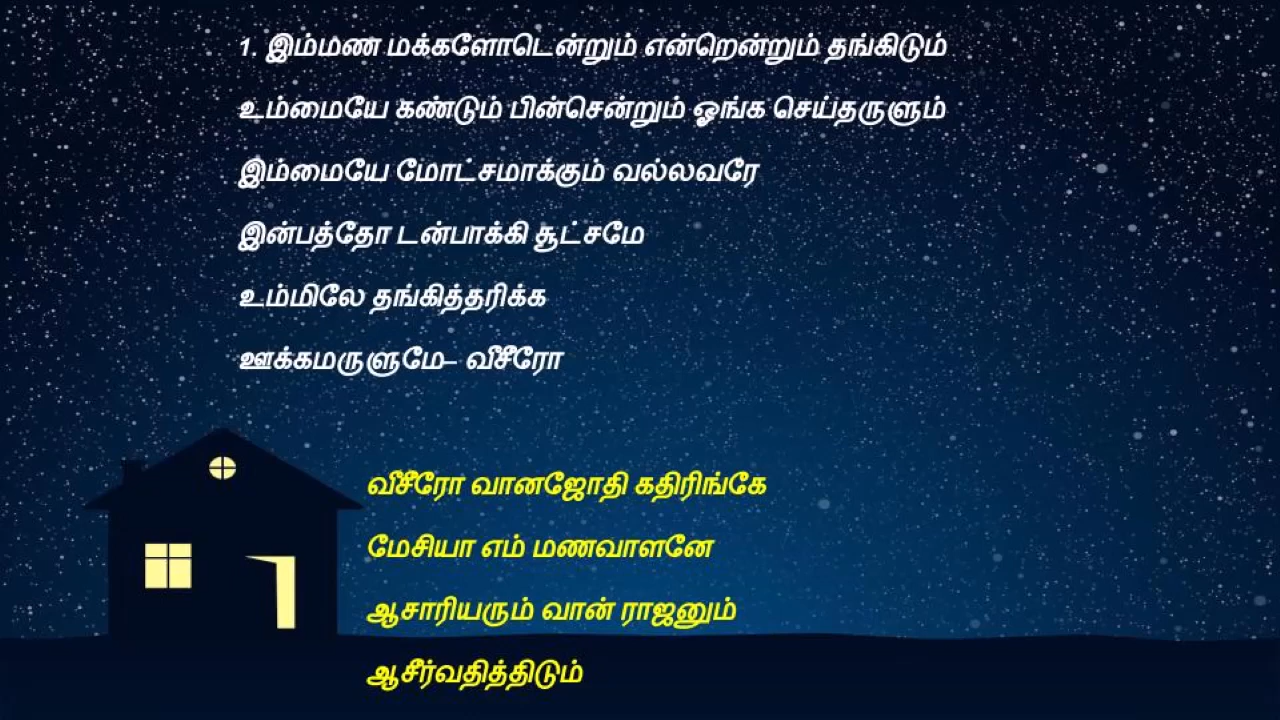 1. இம்மண மக்களோடென்றும் என்றென்றும் தங்கிடும்
உம்மையே கண்டும் பின்சென்றும் ஓங்க செய்தருளும்
இம்மையே மோட்சமாக்கும் வல்லவரே
இன்பத்தோ டன்பாக்கி சூட்சமே
உம்மிலே தங்கித்தரிக்க
ஊக்கமருளுமே– வீசீரோ
வீசீரோ வானஜோதி கதிரிங்கே
மேசியா எம் மணவாளனே
ஆசாரியரும் வான் ராஜனும்
ஆசீர்வதித்திடும்